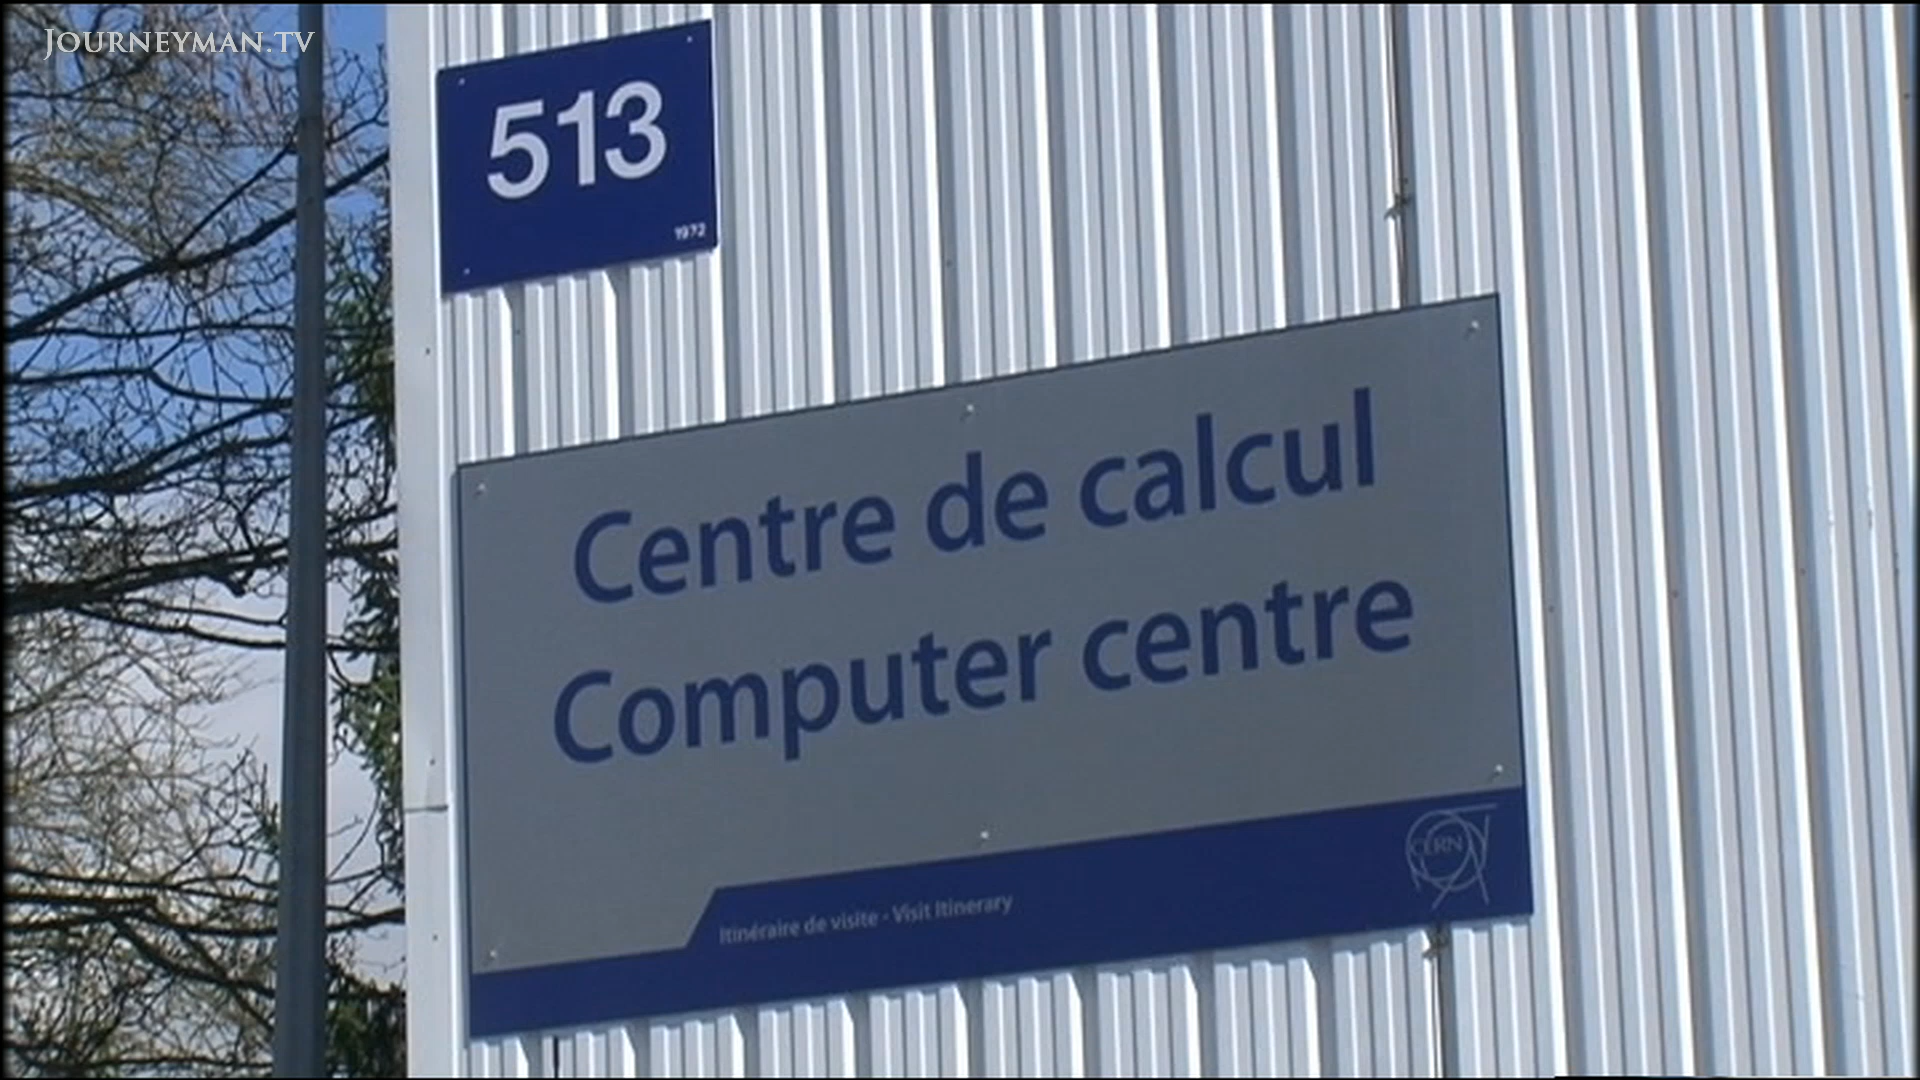 JOURNEYMAN.TV
513
1972
Centre de calcul
Computer centre
CERN
Itinéraire de visite - Visit Itinerary